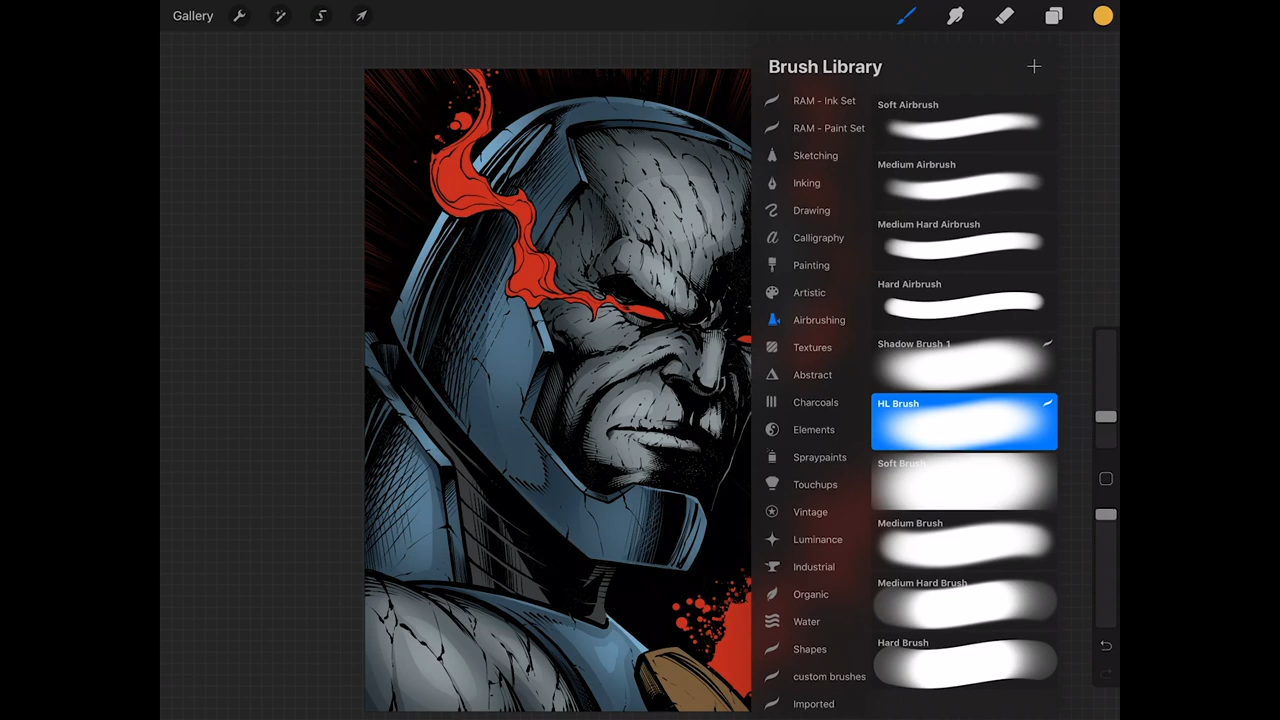 Gallery
Brush Library
RAM - Ink Set
RAM - Paint Set
Sketching
Inking
Drawing
Calligraphy
Painting
Artistic
Airbrushing
Textures
Abstract
Charcoals
Elements
Spraypaints
Touchups
Vintage
Luminance
Industrial
Organic
Water
Shapes
custom brushes
Imported
Soft Airbrush
Medium Airbrush
Medium Hard Airbrush
Hard Airbrush
Shadow Brush 1
HL Brush
Soft Brush
Medium Brush
Medium Hard Brush
Hard Brush